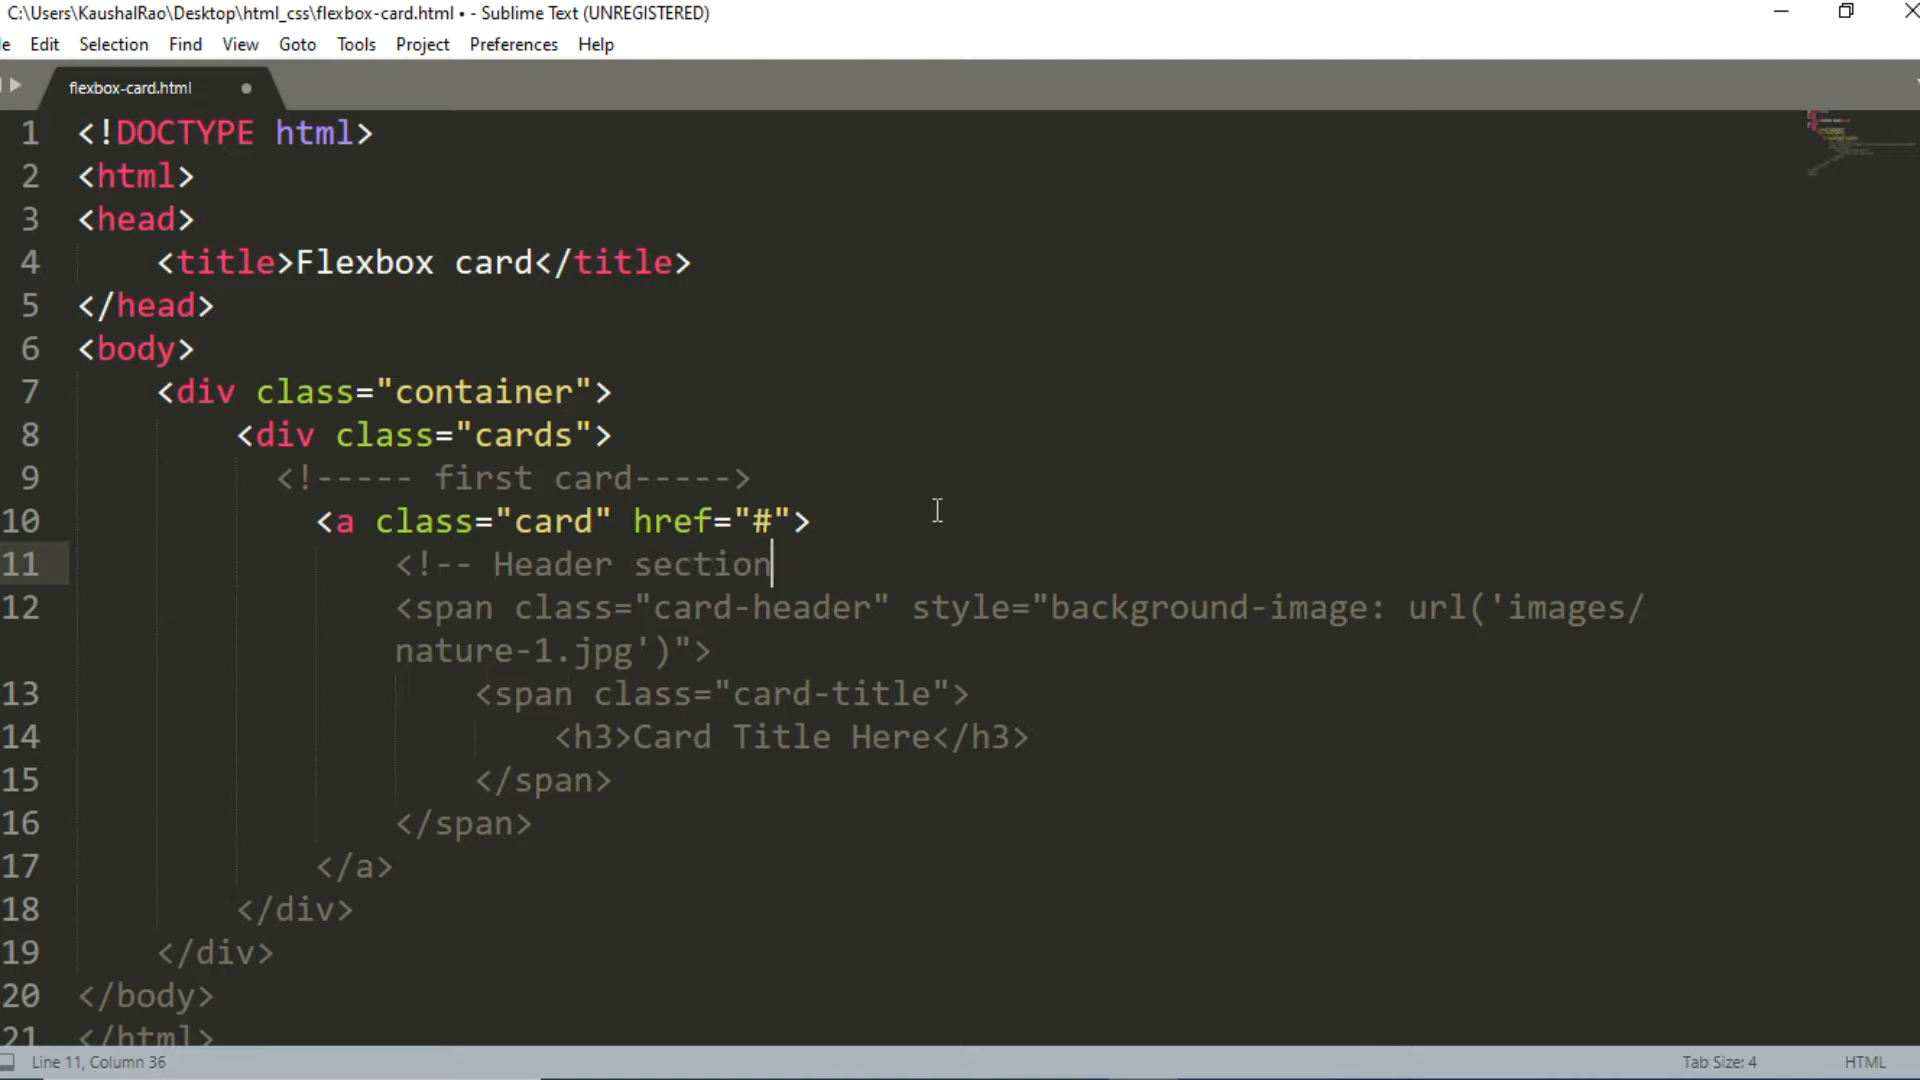 C:\Users\KaushalRao\Desktop\html_css\flexbox-card.html • - Sublime Text (UNREGISTERED)
Edit Selection Find View Goto Tools Project Preferences Help
flexbox-card.html
1 <!DOCTYPE html>
2 <html>
3 <head>
4 <title>Flexbox card</title>
5 </head>
6 <body>
7 <div class="container">
8 <div class="cards">
9 <!----- first card----->
10 <a class="card" href="#">
11 <!-- Header section
12 <span class="card-header" style="background-image: url('images/
nature-1.jpg')">
13 <span class="card-title">
14 <h3>Card Title Here</h3>
15 </span>
16 </span>
17 </a>
18 </div>
19 </div>
20 </body>
21 </html>
Line 11, Column 36 Tab Size: 4 HTML